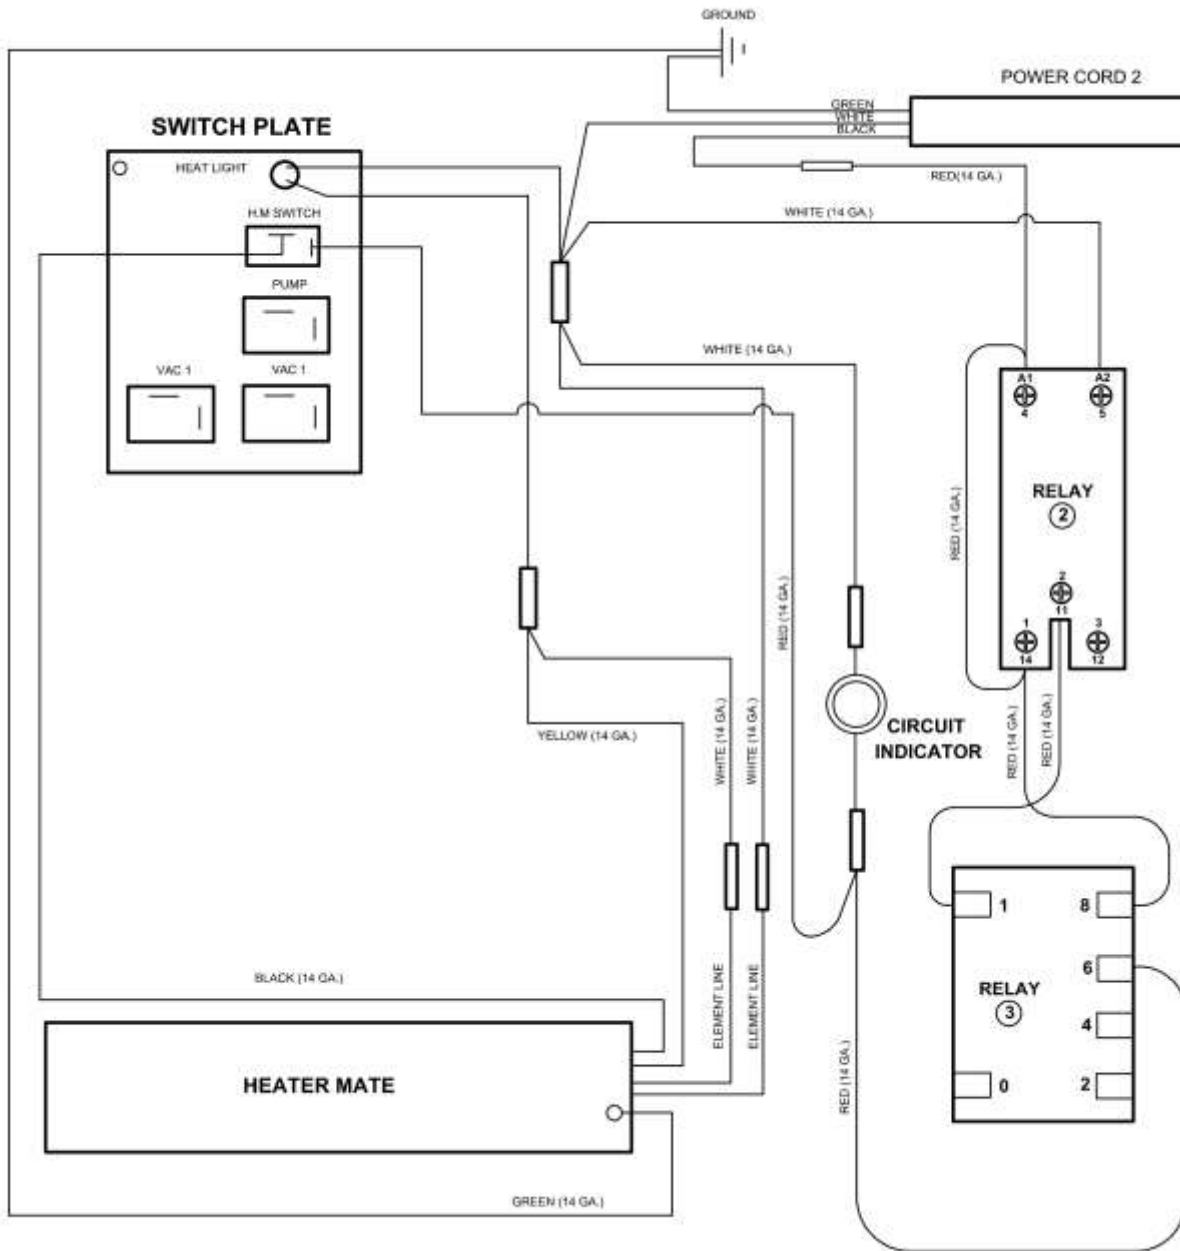 GROUND
POWER CORD 2
GREEN
WHITE
BLACK
SWITCH PLATE
HEAT LIGHT
RED(14 GA.)
H.M SWITCH
WHITE (14 GA.)
PUMP
WHITE (14 GA.)
VAC 1
VAC 1
A1
A2
4
5
RED (14 GA.)
RELAY
2
2
11
1
14
3
12
RED (14 GA.)
WHITE (14 GA.)
WHITE (14 GA.)
YELLOW (14 GA.)
CIRCUIT
INDICATOR
RED (14 GA.)
RED (14 GA.)
1
8
6
RELAY
3
4
0
2
BLACK (14 GA.)
ELEMENT LINE
ELEMENT LINE
RED (14 GA.)
HEATER MATE
GREEN (14 GA.)